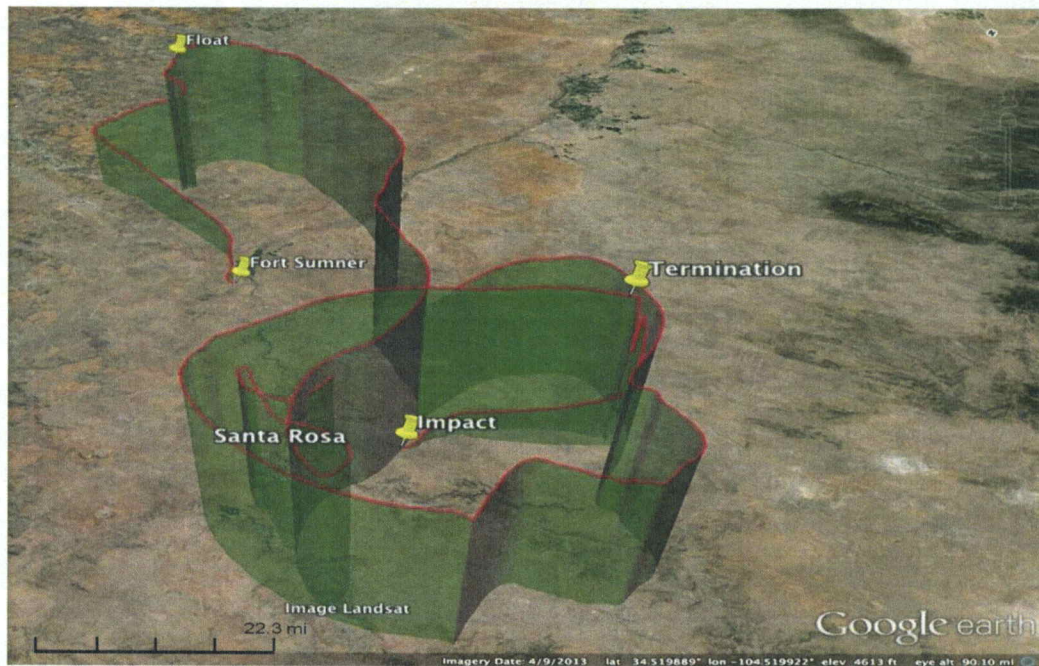 Float
Fort Sumner
Termination
Impact
Santa Rosa
Image Landsat
22.3 mi
Google earth
Imagery Date: 4/9/2013 lat 34.519889° lon -104.519922° elev 4613 ft eye alt 90.10 mi